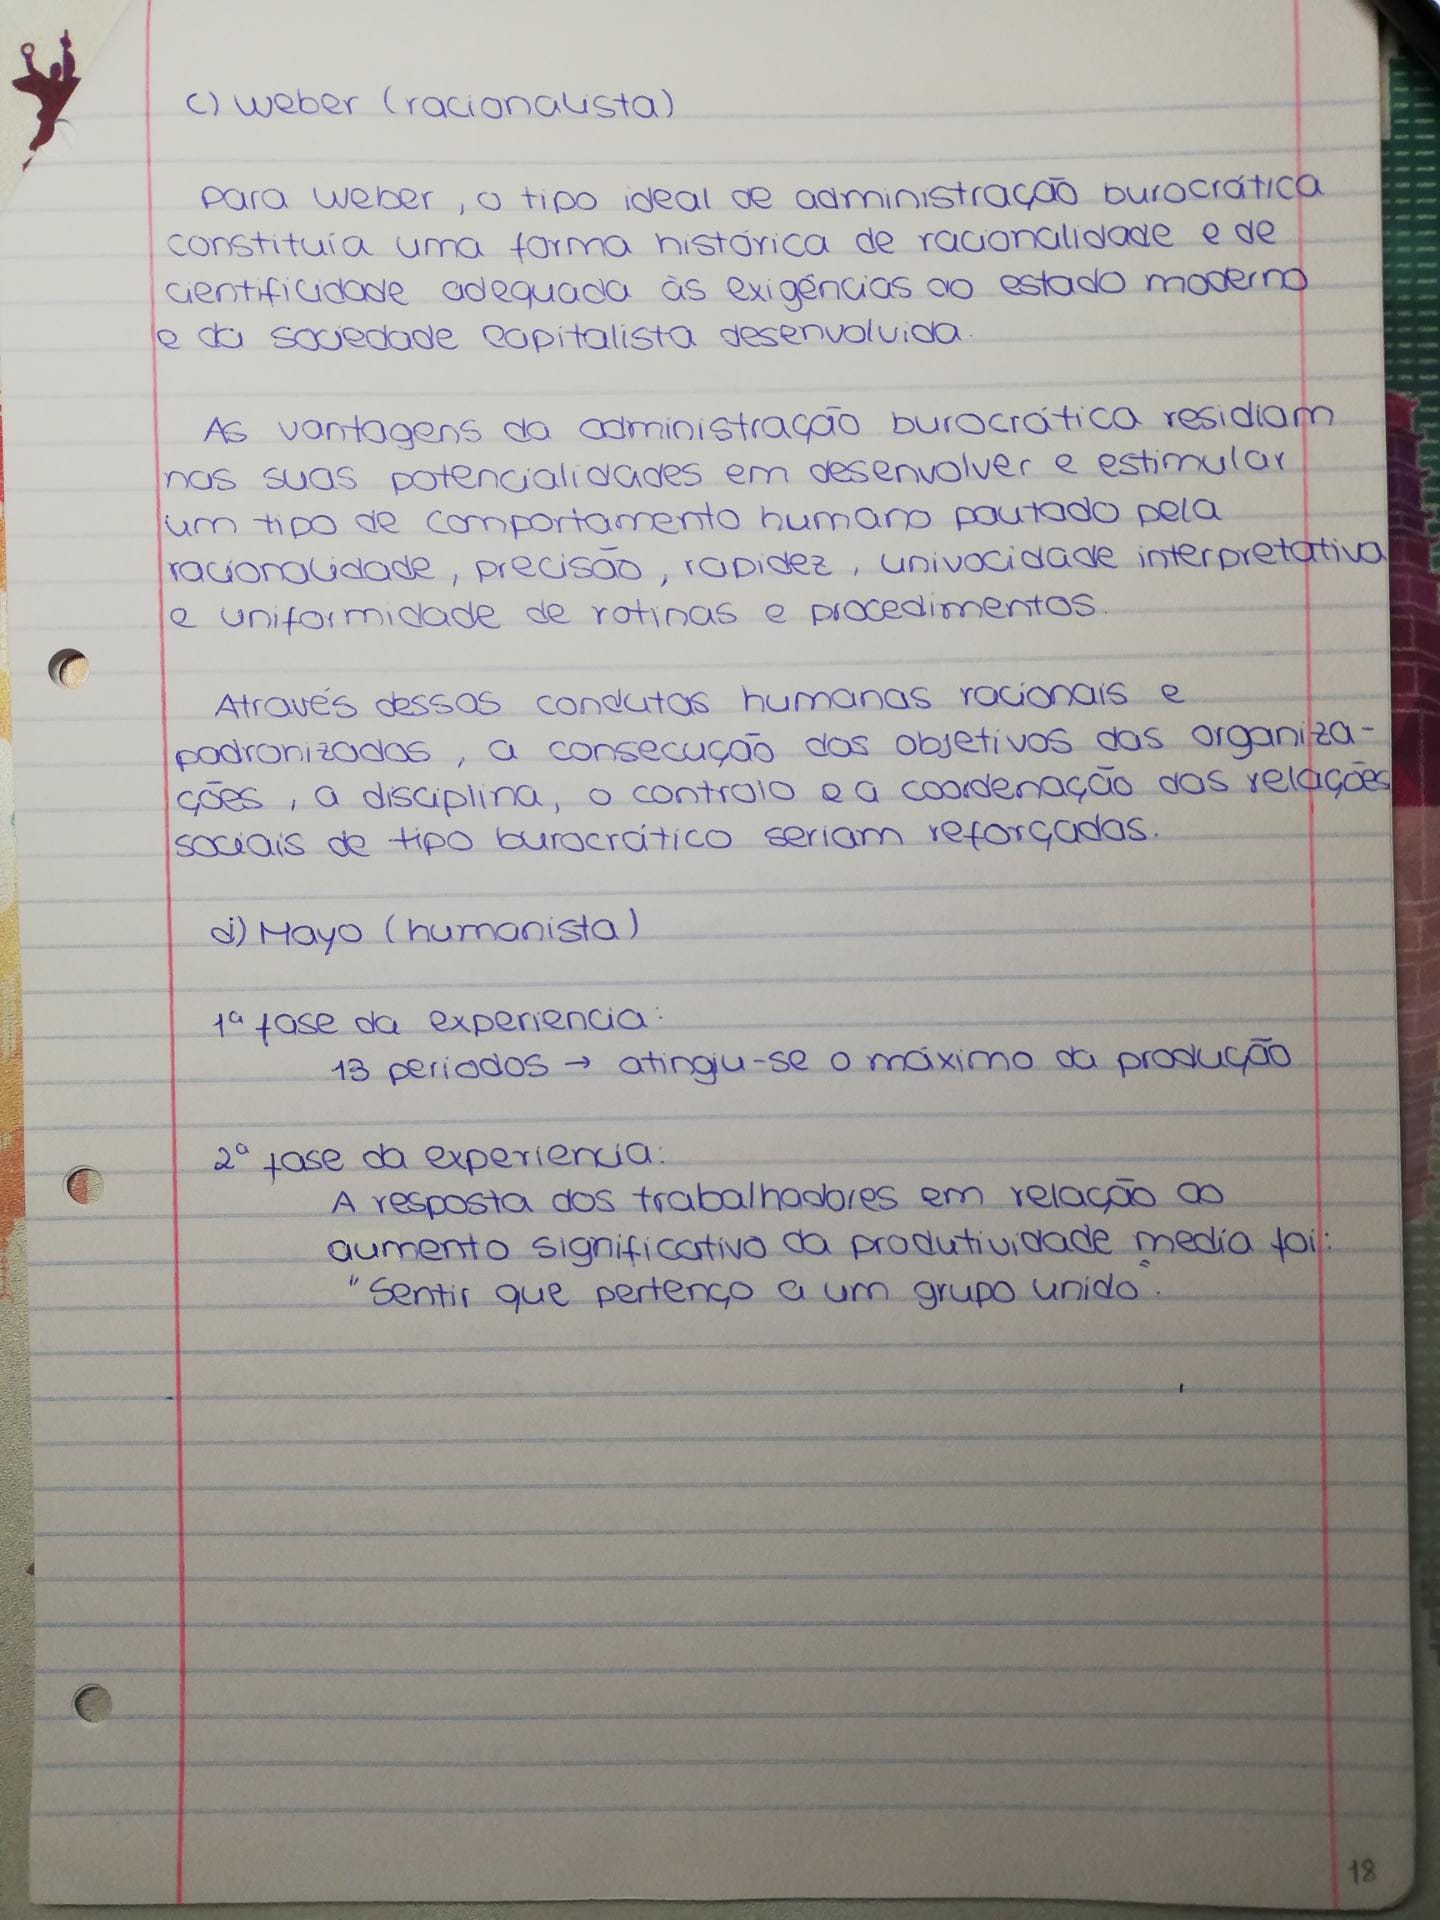 c) Weber (racionalista)
Para Weber, o tipo ideal de administração burocrática
constituía uma forma histórica de racionalidade e de
cientificidade adequada às exigências ao estado moderno
e da sociedade capitalista desenvolvida.
As vantagens da administração burocrática residiam
nas suas potencialidades em desenvolver e estimular
um tipo de comportamento humano pautado pela
racionalidade, precisão, rapidez, univocidade interpretativa
e uniformidade de rotinas e procedimentos.
Através dessas condutas humanas racionais e
padronizadas, a consecução dos objetivos das organiza-
ções, a disciplina, o controlo e a coordenação das relações
sociais de tipo burocrático seriam reforçadas.
d) Mayo (humanista)
1ª fase da experiencia:
13 periodos → atingiu-se o máximo da produção
2ª fase da experiencia:
A resposta dos trabalhadores em relação ao
aumento significativo da produtividade media foi:
"Sentir que pertenço a um grupo unido".
18